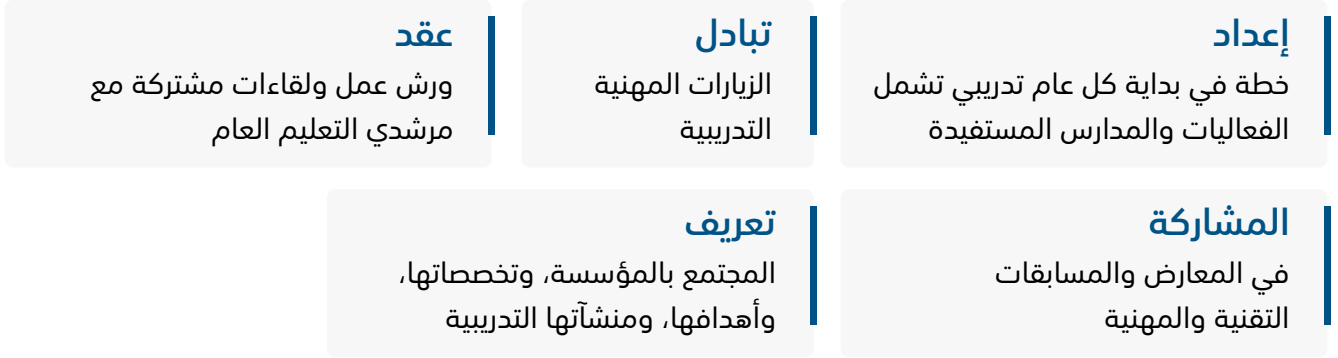 إعداد
خطة في بداية كل عام تدريبي تشمل
الفعاليات والمدارس المستفيدة
تبادل
الزيارات المهنية
التدريبية
عقد
ورش عمل ولقاءات مشتركة مع
مرشدي التعليم العام
المشاركة
في المعارض والمسابقات
التقنية والمهنية
تعريف
المجتمع بالمؤسسة، وتخصصاتها،
وأهدافها، ومنشآتها التدريبية